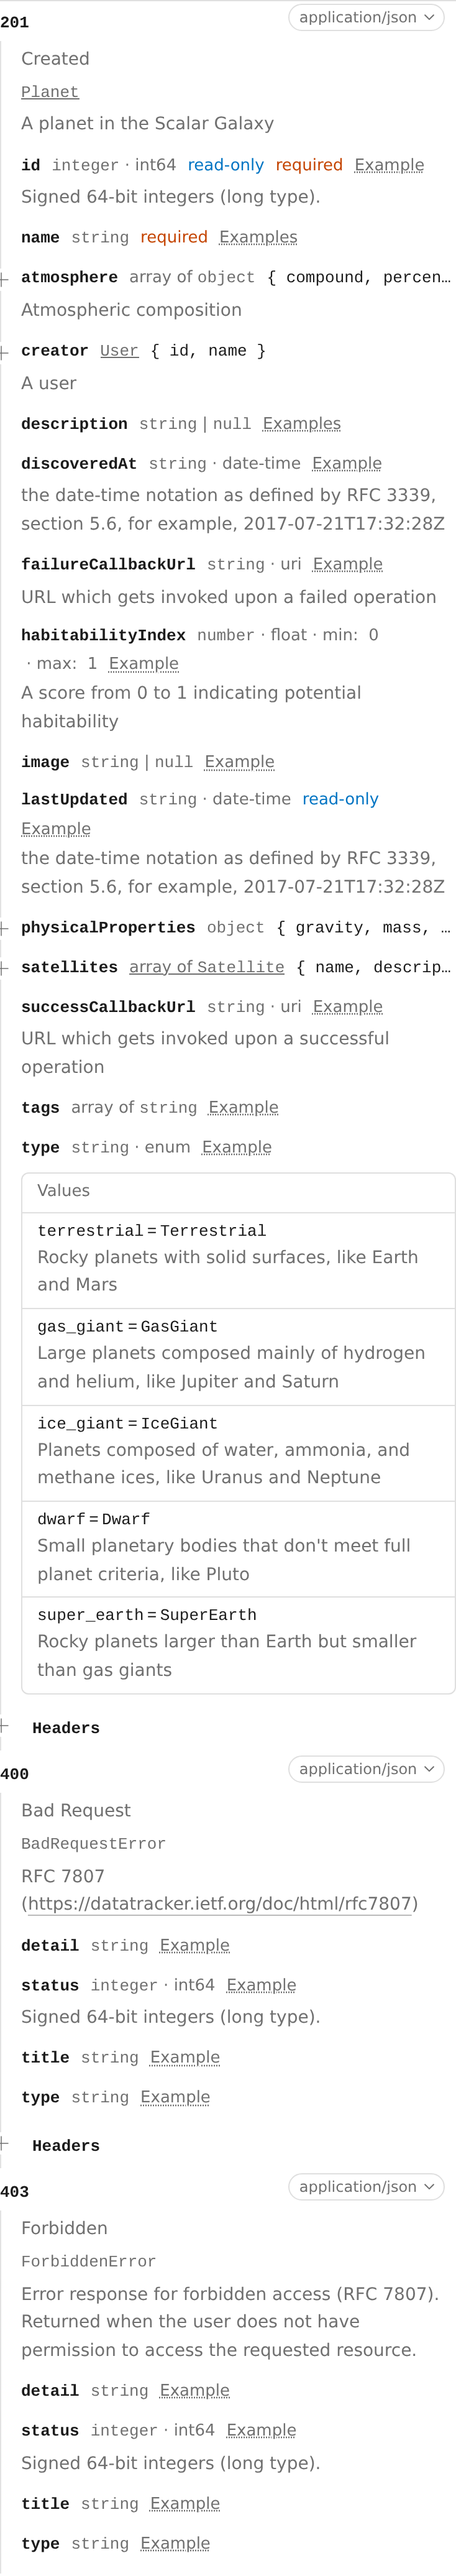 201 application/json
Created
Planet
A planet in the Scalar Galaxy
id integer · int64 read-only required Example
Signed 64-bit integers (long type).
name string required Examples
atmosphere array of object { compound, percen…
Atmospheric composition
creator User { id, name }
A user
description string | null Examples
discoveredAt string · date-time Example
the date-time notation as defined by RFC 3339,
section 5.6, for example, 2017-07-21T17:32:28Z
failureCallbackUrl string · uri Example
URL which gets invoked upon a failed operation
habitabilityIndex number · float · min: 0
· max: 1 Example
A score from 0 to 1 indicating potential
habitability
image string | null Example
lastUpdated string · date-time read-only
Example
the date-time notation as defined by RFC 3339,
section 5.6, for example, 2017-07-21T17:32:28Z
physicalProperties object { gravity, mass, …
satellites array of Satellite { name, descrip…
successCallbackUrl string · uri Example
URL which gets invoked upon a successful
operation
tags array of string Example
type string · enum Example
Values
terrestrial = Terrestrial
Rocky planets with solid surfaces, like Earth
and Mars
gas_giant = GasGiant
Large planets composed mainly of hydrogen
and helium, like Jupiter and Saturn
ice_giant = IceGiant
Planets composed of water, ammonia, and
methane ices, like Uranus and Neptune
dwarf = Dwarf
Small planetary bodies that don't meet full
planet criteria, like Pluto
super_earth = SuperEarth
Rocky planets larger than Earth but smaller
than gas giants
Headers
400 application/json
Bad Request
BadRequestError
RFC 7807
(https://datatracker.ietf.org/doc/html/rfc7807)
detail string Example
status integer · int64 Example
Signed 64-bit integers (long type).
title string Example
type string Example
Headers
403 application/json
Forbidden
ForbiddenError
Error response for forbidden access (RFC 7807).
Returned when the user does not have
permission to access the requested resource.
detail string Example
status integer · int64 Example
Signed 64-bit integers (long type).
title string Example
type string Example